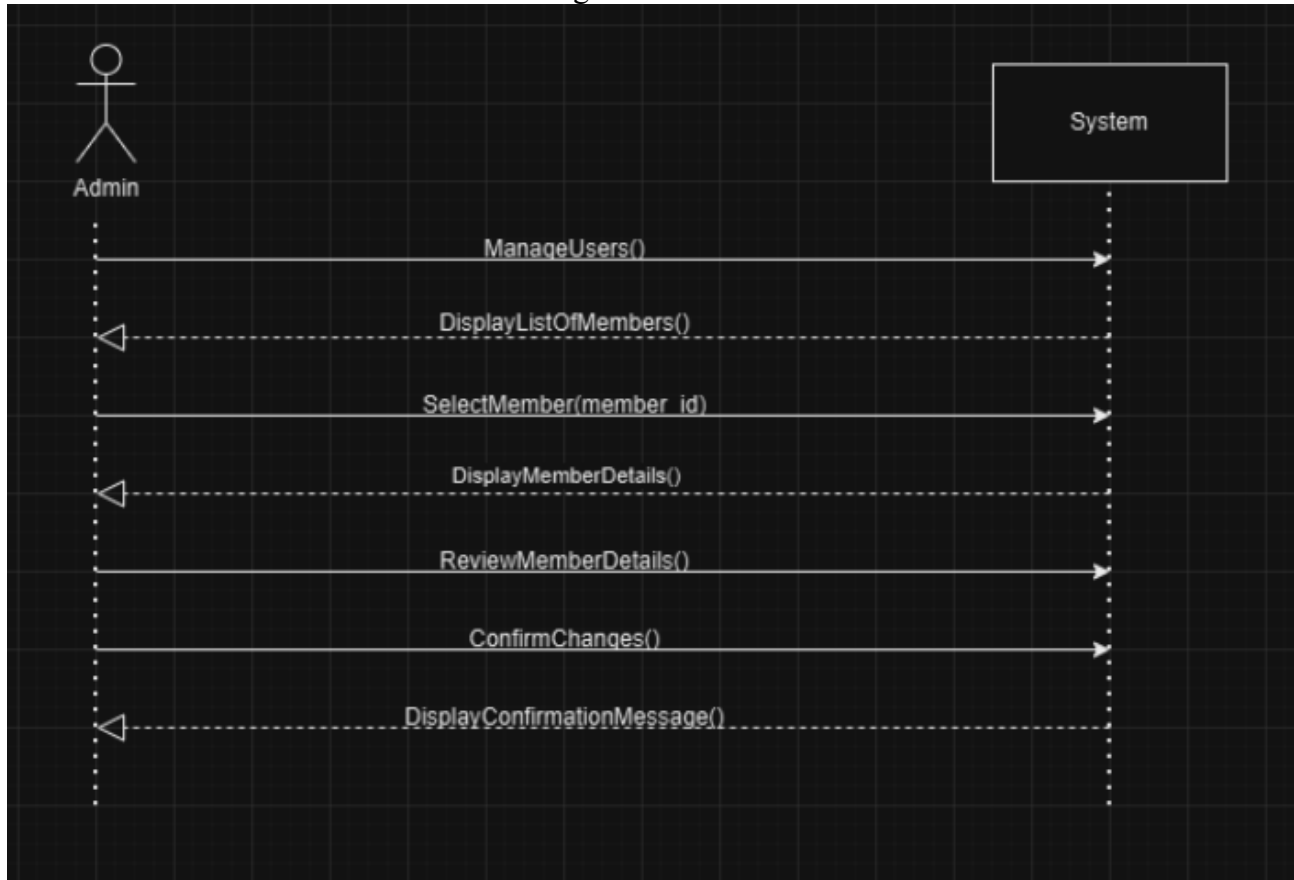 System
Admin
ManageUsers()
DisplayListOfMembers()
SelectMember(member_id)
DisplayMemberDetails()
ReviewMemberDetails()
ConfirmChanges()
DisplayConfirmationMessage()